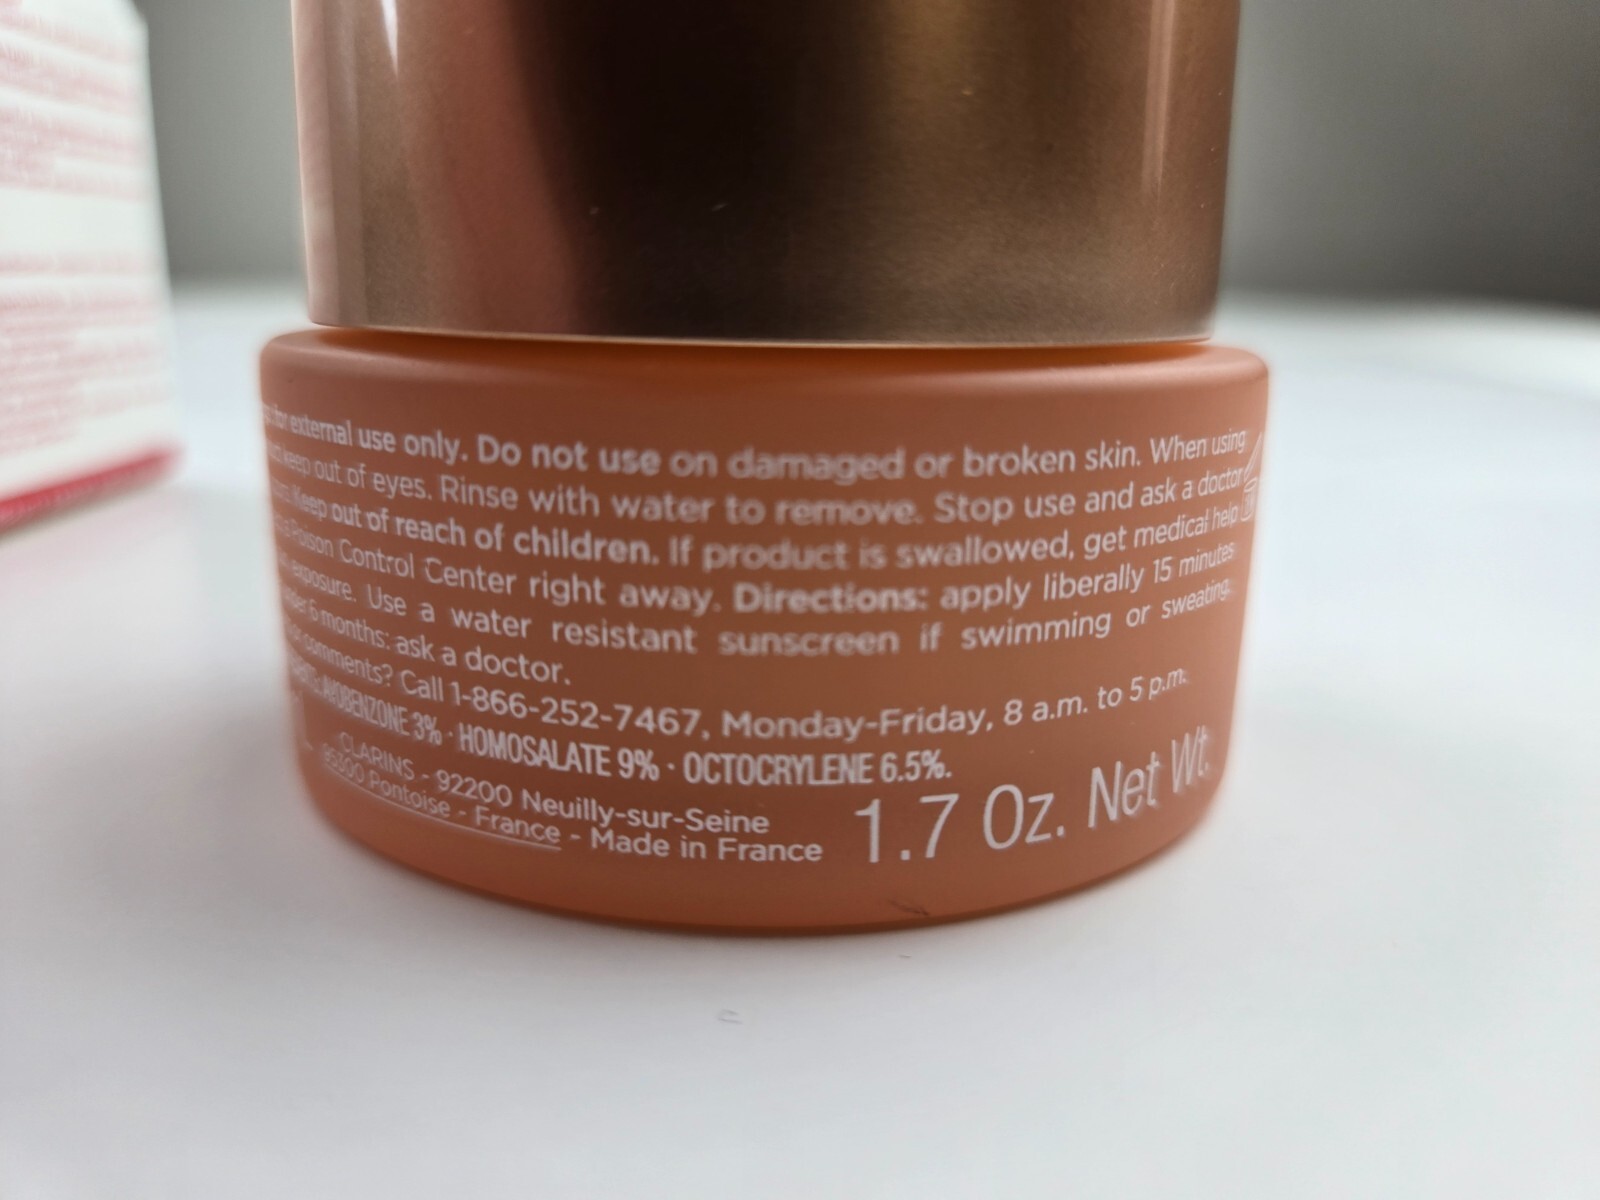 for external use only. Do not use on damaged or broken skin. When using
keep out of eyes. Rinse with water to remove. Stop use and ask a doctor
Keep out of reach of children. If product is swallowed, get medical help
a Poison Control Center right away. Directions: apply liberally 15 minutes
exposure. Use a water resistant sunscreen if swimming or sweating.
6 months: ask a doctor.
comments? Call 1-866-252-7467, Monday-Friday, 8 a.m. to 5 p.m.
AVOBENZONE 3% · HOMOSALATE 9% · OCTOCRYLENE 6.5%.
CLARINS - 92200 Neuilly-sur-Seine
95300 Pontoise - France - Made in France
1.7 Oz. Net Wt.